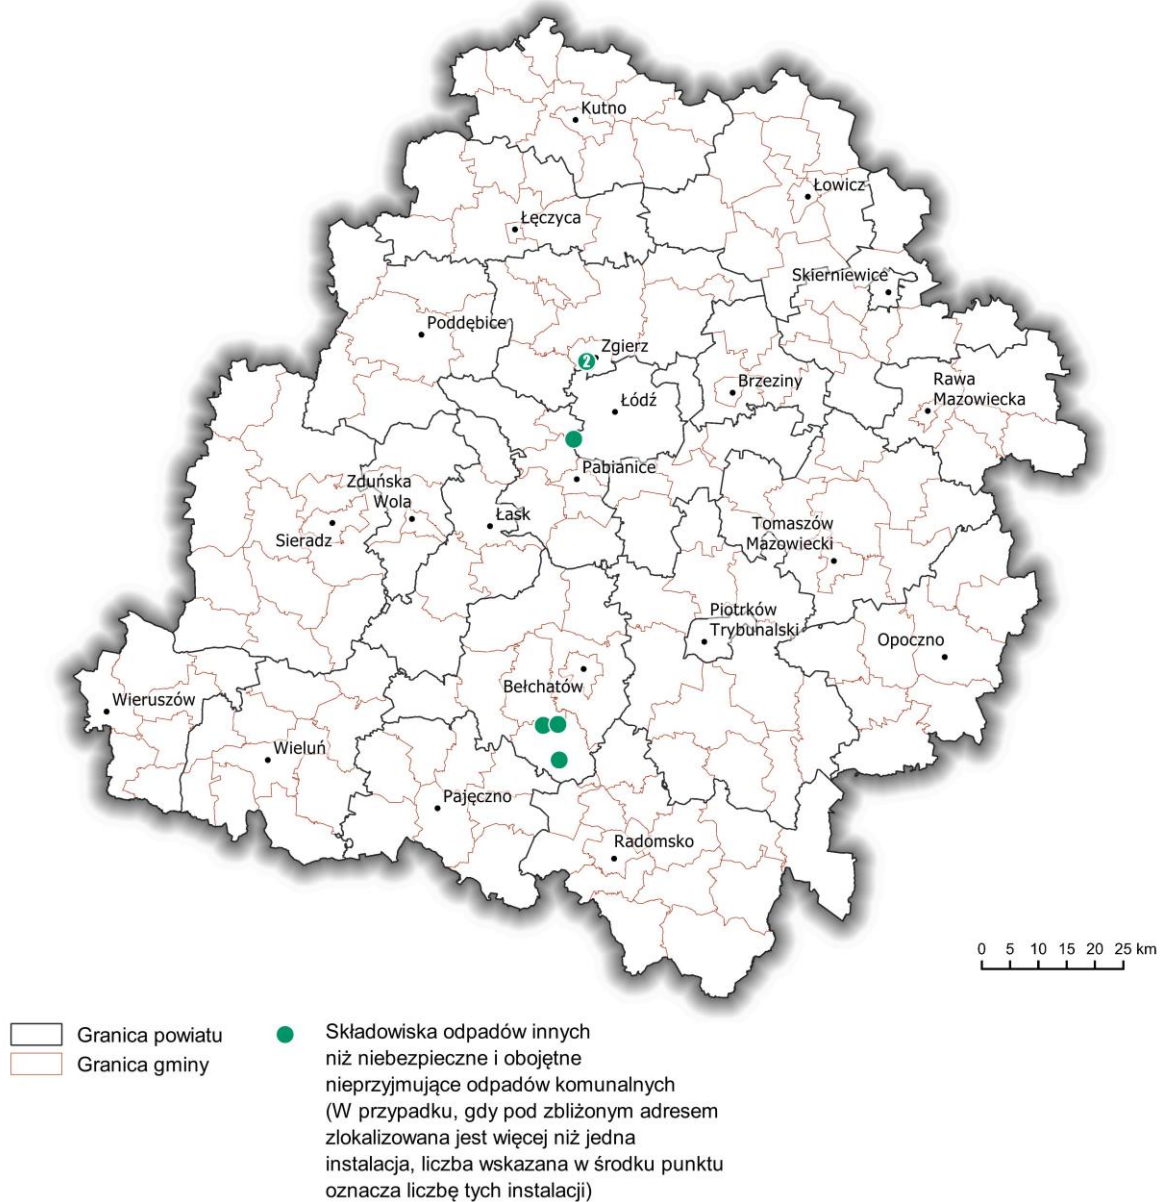 Kutno
Łowicz
Łęczyca
Skierniewice
Poddębice
Zgierz
2
Brzeziny
Rawa
Mazowiecka
Łódź
Pabianice
Zduńska
Wola
Łask
Sieradz
Tomaszów
Mazowiecki
Piotrków
Trybunalski
Opoczno
Bełchatów
Wieruszów
Wieluń
Pajęczno
Radomsko
0 5 10 15 20 25 km
Granica powiatu
Granica gminy
Składowiska odpadów innych
niż niebezpieczne i obojętne
nieprzyjmujące odpadów komunalnych
(W przypadku, gdy pod zbliżonym adresem
zlokalizowana jest więcej niż jedna
instalacja, liczba wskazana w środku punktu
oznacza liczbę tych instalacji)